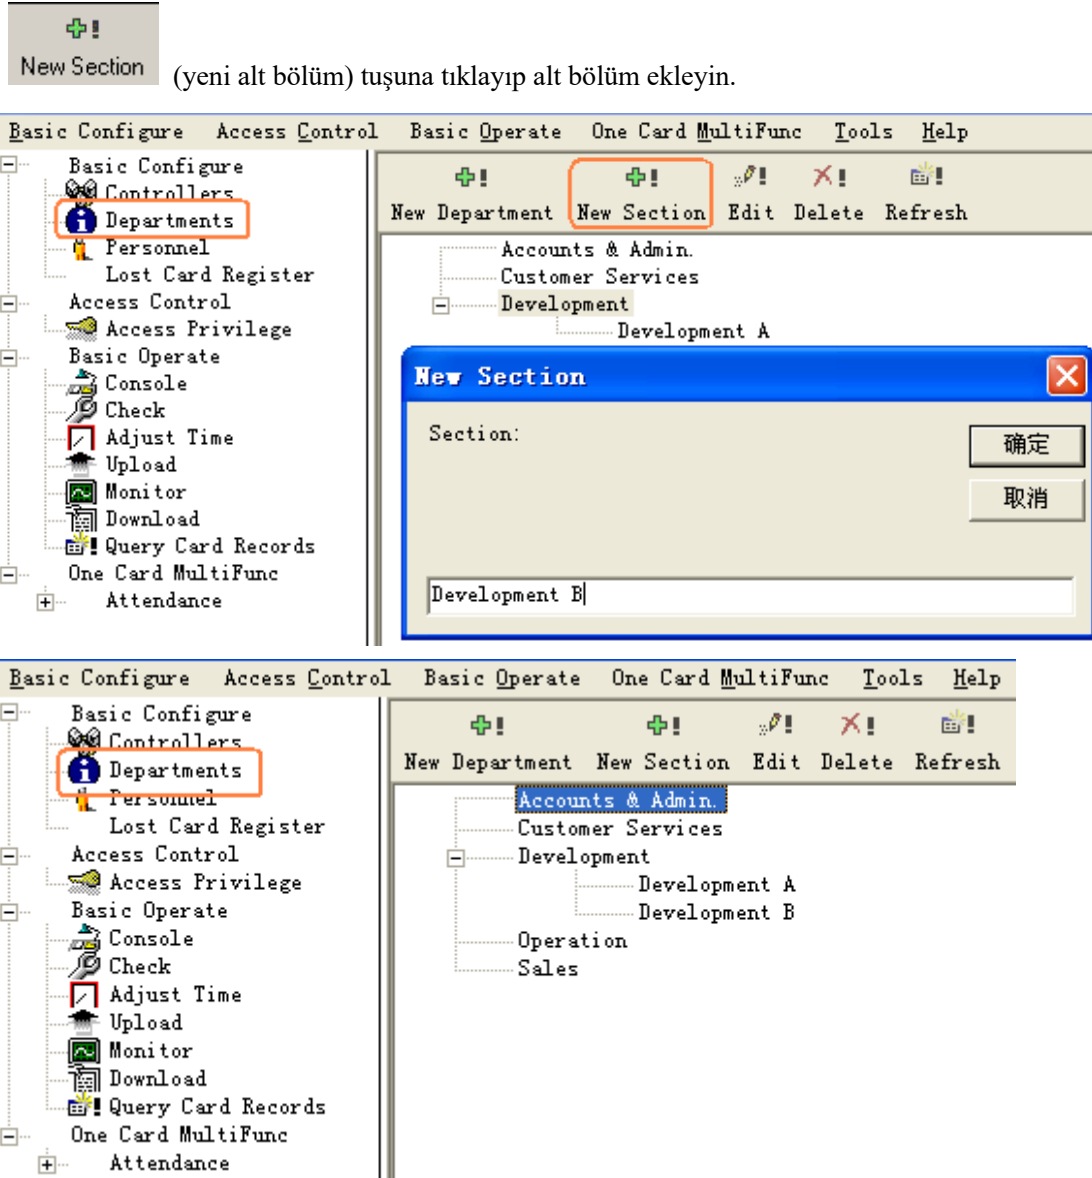 New Section
(yeni alt bölüm) tuşuna tıklayıp alt bölüm ekleyin.
Basic Configure Access Control Basic Operate One Card MultiFunc Tools Help
Basic Configure
Controllers
Departments
Personnel
Lost Card Register
Access Control
Access Privilege
Basic Operate
Console
Check
Adjust Time
Upload
Monitor
Download
Query Card Records
One Card MultiFunc
Attendance
New Department New Section Edit Delete Refresh
Accounts & Admin.
Customer Services
Development
Development A
New Section
Section:
确定
取消
Development B
Basic Configure Access Control Basic Operate One Card MultiFunc Tools Help
Basic Configure
Controllers
Departments
Personnel
Lost Card Register
Access Control
Access Privilege
Basic Operate
Console
Check
Adjust Time
Upload
Monitor
Download
Query Card Records
One Card MultiFunc
Attendance
New Department New Section Edit Delete Refresh
Accounts & Admin.
Customer Services
Development
Development A
Development B
Operation
Sales